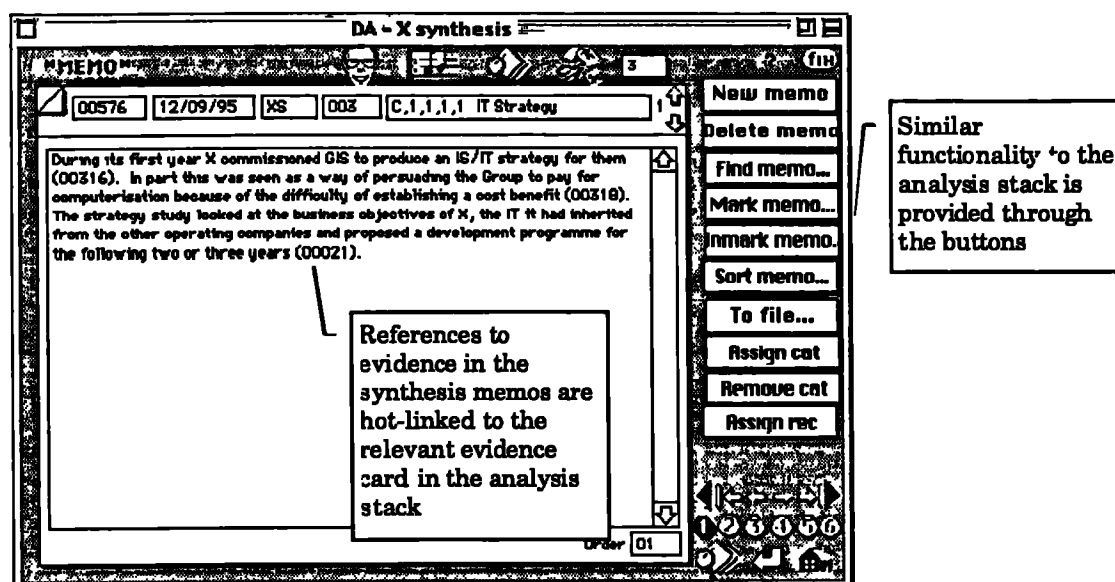 DA - X synthesis
"MEMO"
3
fIH
00576 12/09/95 XS 003 C,1,1,1,1 IT Strategy 1
During its first year X commissioned GIS to produce an IS/IT strategy for them
(00316). In part this was seen as a way of persuading the Group to pay for
computerisation because of the difficulty of establishing a cost benefit (00318).
The strategy study looked at the business objectives of X, the IT it had inherited
from the other operating companies and proposed a development programme for
the following two or three years (00021).
References to
evidence in the
synthesis memos are
hot-linked to the
relevant evidence
card in the analysis
stack
Order 01
New memo
Delete memo
Find memo...
Mark memo...
Unmark memo.
Sort memo...
To file...
Assign cat
Remove cat
Assign rec
1 2 3 4 5 6
Similar
functionality to the
analysis stack is
provided through
the buttons